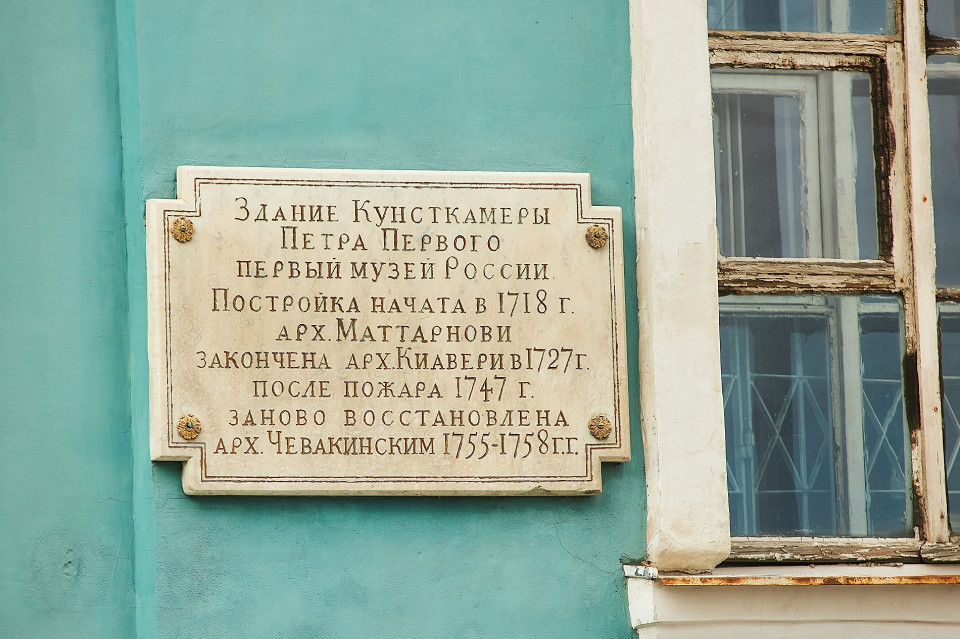 Здание Кунсткамеры
Петра Первого
первый музей России.
Постройка начата в 1718 г.
арх. Маттарнови
закончена арх. Киавери в 1727г.
после пожара 1747 г.
заново восстановлена
арх. Чевакинским 1755-1758 г.г.